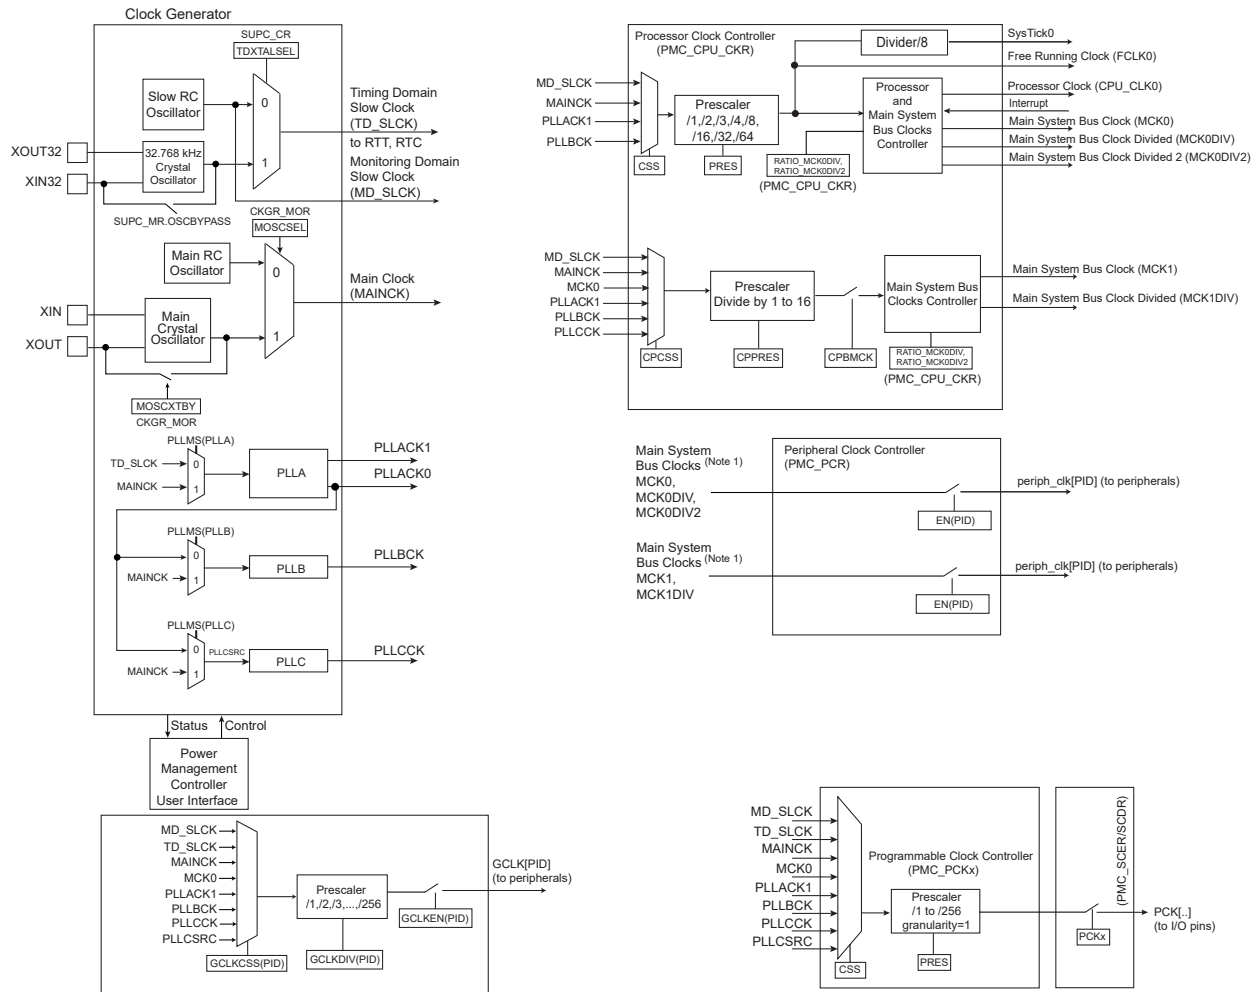 Clock Generator
SUPC_CR
TDXTALSEL
Slow RC
Oscillator
0
1
XOUT32
32.768 kHz
Crystal
Oscillator
XIN32
SUPC_MR.OSCBYPASS
Timing Domain
Slow Clock
(TD_SLCK)
to RTT, RTC
Monitoring Domain
Slow Clock
(MD_SLCK)
CKGR_MOR
MOSCSEL
Main RC
Oscillator
0
1
Main Clock
(MAINCK)
XIN
XOUT
Main
Crystal
Oscillator
MOSCXTBY
CKGR_MOR
PLLMS(PLLA)
TD_SLCK
MAINCK
0
1
PLLA
PLLACK1
PLLACK0
PLLMS(PLLB)
0
MAINCK
1
PLLB
PLLBCK
PLLMS(PLLC)
0
MAINCK
1
PLLCSRC
PLLC
PLLCCK
Status
Control
Power
Management
Controller
User Interface
MD_SLCK
TD_SLCK
MAINCK
MCK0
PLLACK1
PLLBCK
PLLCCK
PLLCSRC
GCLKCSS(PID)
Prescaler
/1,/2,/3,...,/256
GCLKDIV(PID)
GCLKEN(PID)
GCLK[PID]
(to peripherals)
Processor Clock Controller
(PMC_CPU_CKR)
MD_SLCK
MAINCK
PLLACK1
PLLBCK
CSS
Prescaler
/1,/2,/3,/4,/8,
/16,/32,/64
PRES
Divider/8
RATIO_MCK0DIV,
RATIO_MCK0DIV2
(PMC_CPU_CKR)
Processor
and
Main System
Bus Clocks
Controller
SysTick0
Free Running Clock (FCLK0)
Processor Clock (CPU_CLK0)
Interrupt
Main System Bus Clock (MCK0)
Main System Bus Clock Divided (MCK0DIV)
Main System Bus Clock Divided 2 (MCK0DIV2)
MD_SLCK
MAINCK
MCK0
PLLACK1
PLLBCK
PLLCCK
CPCSS
Prescaler
Divide by 1 to 16
CPPRES
CPBMCK
Main System Bus
Clocks Controller
RATIO_MCK0DIV,
RATIO_MCK0DIV2
(PMC_CPU_CKR)
Main System Bus Clock (MCK1)
Main System Bus Clock Divided (MCK1DIV)
Main System
Bus Clocks (Note 1)
MCK0,
MCK0DIV,
MCK0DIV2
Main System
Bus Clocks (Note 1)
MCK1,
MCK1DIV
Peripheral Clock Controller
(PMC_PCR)
EN(PID)
periph_clk[PID] (to peripherals)
EN(PID)
periph_clk[PID] (to peripherals)
MD_SLCK
TD_SLCK
MAINCK
MCK0
PLLACK1
PLLBCK
PLLCCK
PLLCSRC
CSS
Programmable Clock Controller
(PMC_PCKx)
Prescaler
/1 to /256
granularity=1
PRES
(PMC_SCER/SCDR)
PCKx
PCK[..]
(to I/O pins)